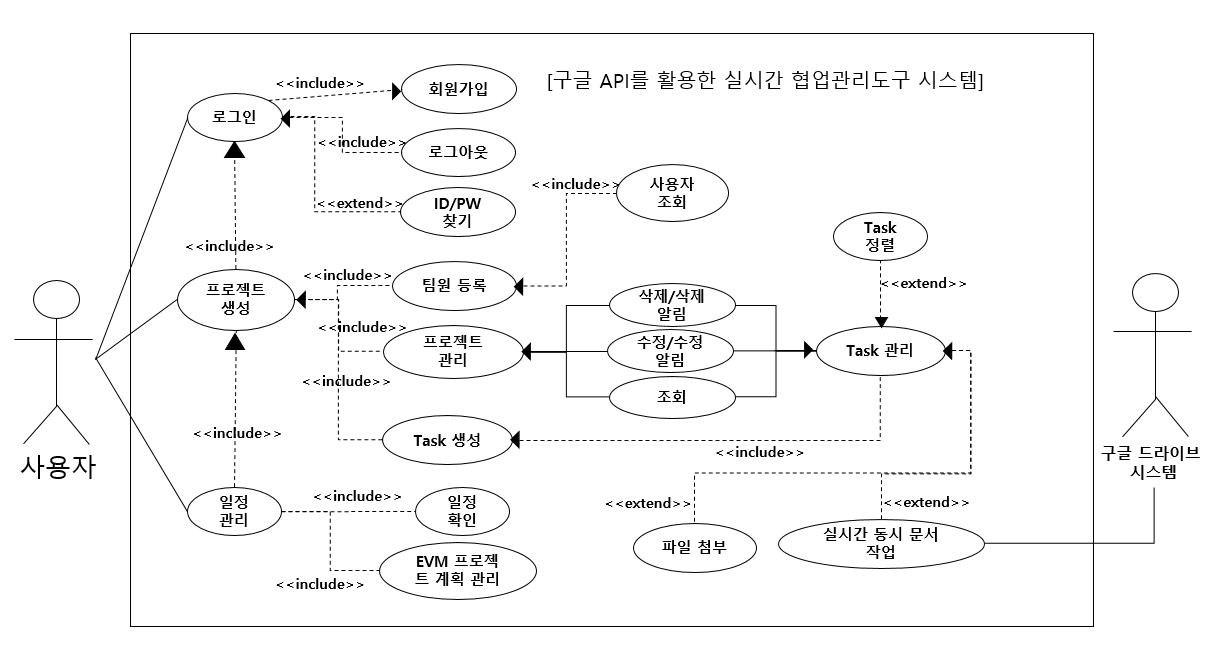 [구글 API를 활용한 실시간 협업관리도구 시스템]
<<include>>
회원가입
로그인
<<include>>
로그아웃
<<extend>>
ID/PW
찾기
<<include>>
사용자
조회
Task
정렬
<<include>>
<<include>>
팀원 등록
<<extend>>
프로젝트
생성
삭제/삭제
알림
<<include>>
프로젝트
관리
수정/수정
알림
Task 관리
<<include>>
조회
<<include>>
Task 생성
<<include>>
사용자
구글 드라이브
시스템
일정
관리
<<include>>
일정
확인
<<extend>>
<<extend>>
파일 첨부
실시간 동시 문서
작업
<<include>>
EVM 프로젝
트 계획 관리